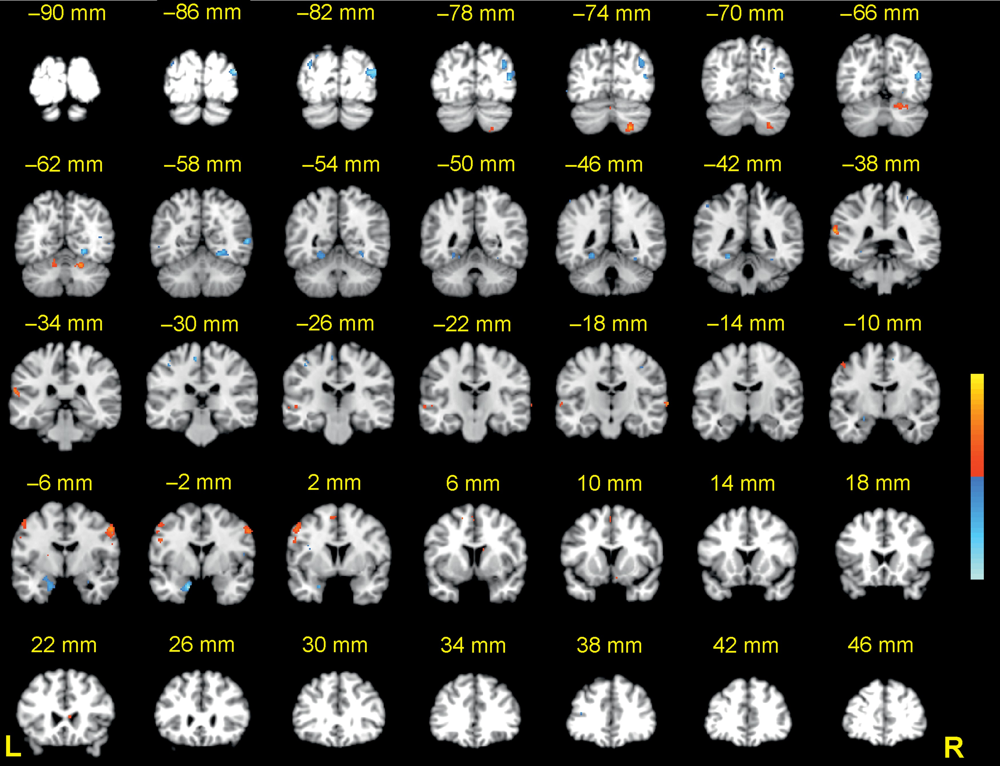 –90 mm –86 mm –82 mm –78 mm –74 mm –70 mm –66 mm
–62 mm –58 mm –54 mm –50 mm –46 mm –42 mm –38 mm
–34 mm –30 mm –26 mm –22 mm –18 mm –14 mm –10 mm
–6 mm –2 mm 2 mm 6 mm 10 mm 14 mm 18 mm
22 mm 26 mm 30 mm 34 mm 38 mm 42 mm 46 mm
L R